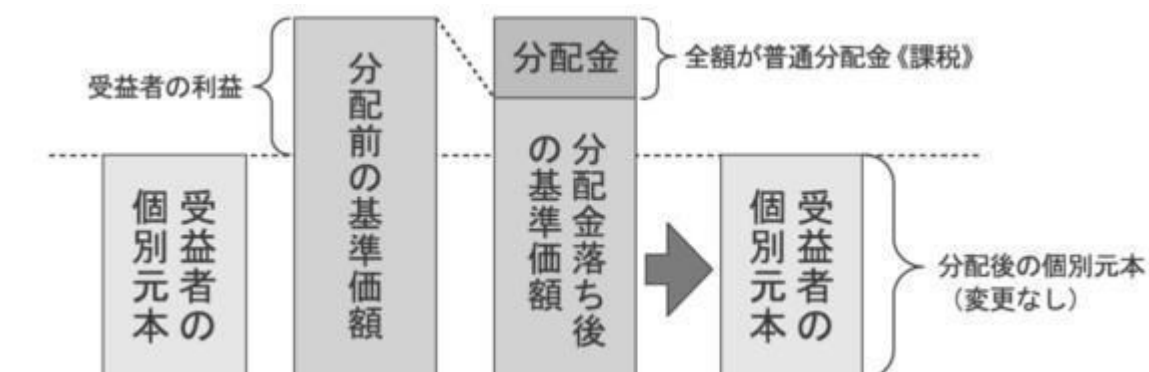 受益者の利益
受益者の
個別元本
分配前の基準価額
分配金
全額が普通分配金《課税》
分配金落ち後
の基準価額
受益者の
個別元本
分配後の個別元本
（変更なし）